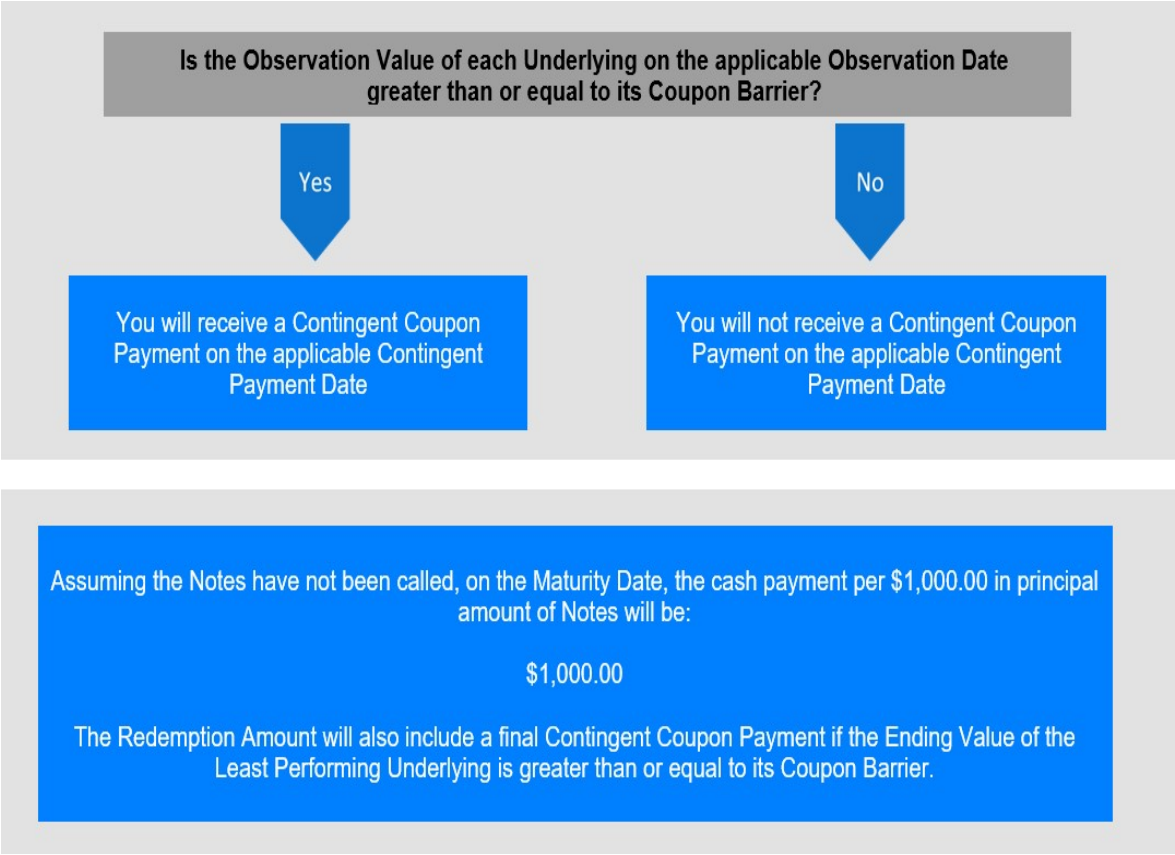 Is the Observation Value of each Underlying on the applicable Observation Date
greater than or equal to its Coupon Barrier?
Yes
No
You will receive a Contingent Coupon
Payment on the applicable Contingent
Payment Date
You will not receive a Contingent Coupon
Payment on the applicable Contingent
Payment Date
Assuming the Notes have not been called, on the Maturity Date, the cash payment per $1,000.00 in principal
amount of Notes will be:
$1,000.00
The Redemption Amount will also include a final Contingent Coupon Payment if the Ending Value of the
Least Performing Underlying is greater than or equal to its Coupon Barrier.